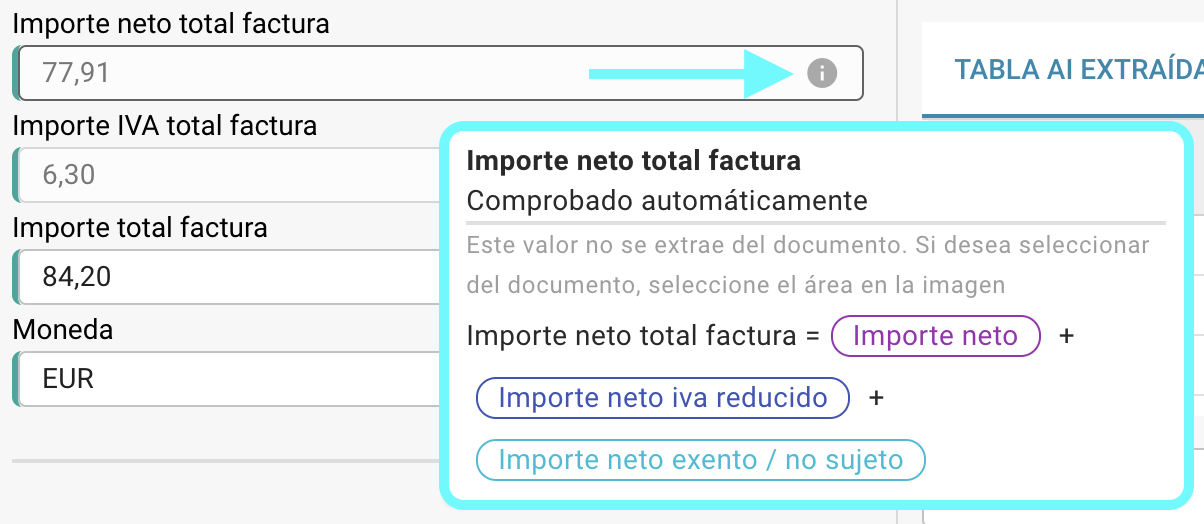 Importe neto total factura
77,91
Importe IVA total factura
6,30
Importe total factura
84,20
Moneda
EUR
TABLA AI EXTRAÍDA
Importe neto total factura
Comprobado automáticamente
Este valor no se extrae del documento. Si desea seleccionar
del documento, seleccione el área en la imagen
Importe neto total factura = Importe neto +
Importe neto iva reducido +
Importe neto exento / no sujeto